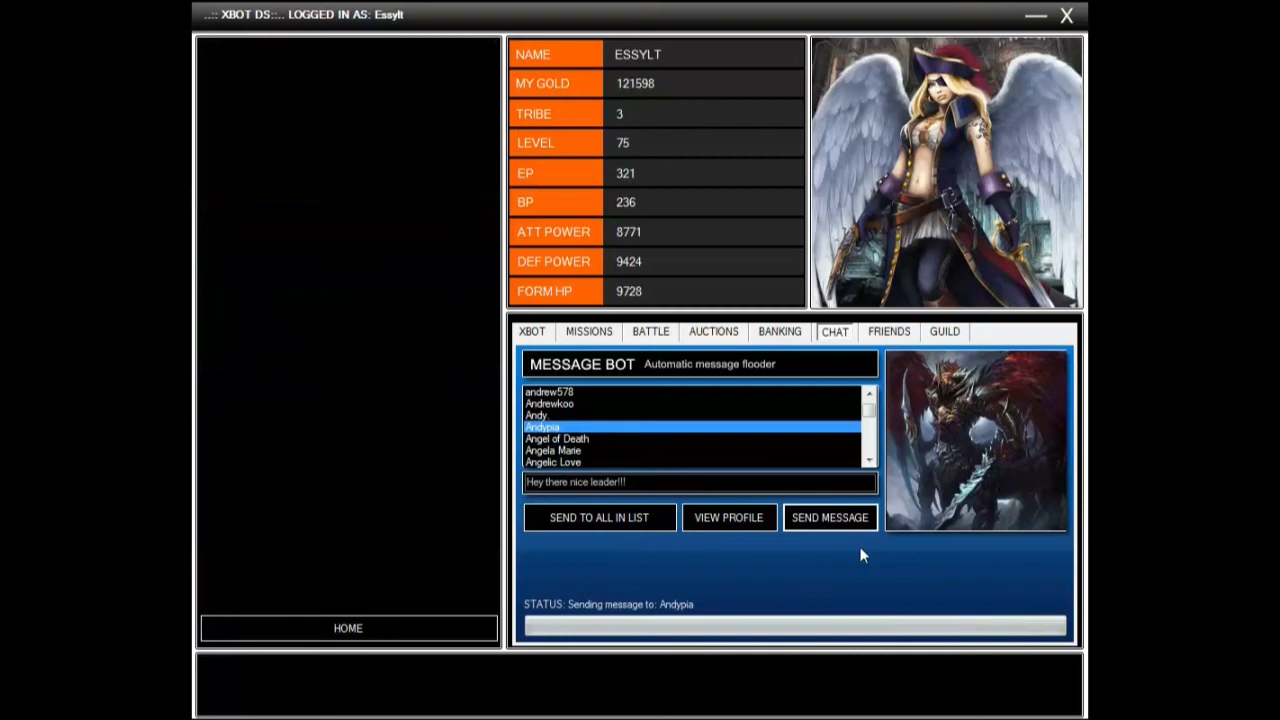 ..:: XBOT DS::.. LOGGED IN AS: Essylt
X
NAME ESSYLT
MY GOLD 121598
TRIBE 3
LEVEL 75
EP 321
BP 236
ATT POWER 8771
DEF POWER 9424
FORM HP 9728
XBOT MISSIONS BATTLE AUCTIONS BANKING CHAT FRIENDS GUILD
MESSAGE BOT Automatic message flooder
andrew578
Andrewkoo
Andy.
Andypia
Angel of Death
Angela Marie
Angelic Love
Hey there nice leader!!!
SEND TO ALL IN LIST VIEW PROFILE SEND MESSAGE
STATUS: Sending message to: Andypia
HOME